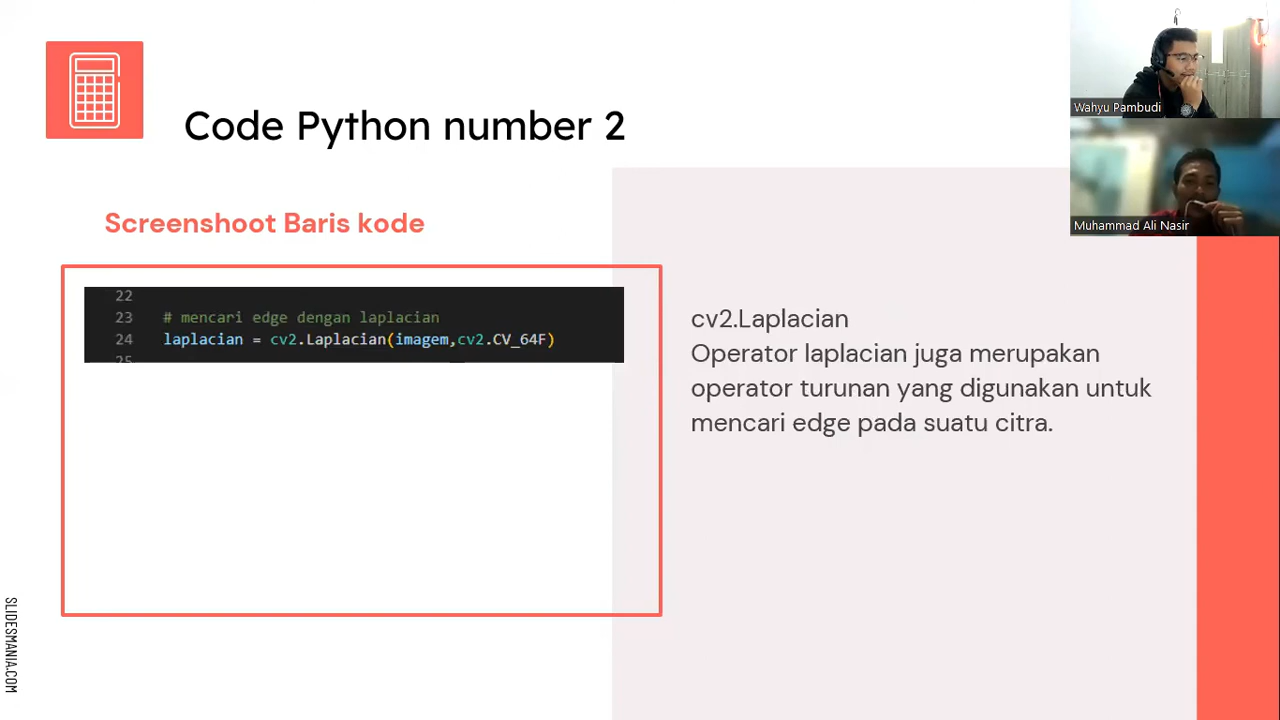 Code Python number 2
Wahyu Pambudi
Muhammad Ali Nasir
Screenshoot Baris kode
22
23 # mencari edge dengan laplacian
24 laplacian = cv2.Laplacian(imagem,cv2.CV_64F)
25
cv2.Laplacian
Operator laplacian juga merupakan
operator turunan yang digunakan untuk
mencari edge pada suatu citra.
SLIDESMANIA.COM